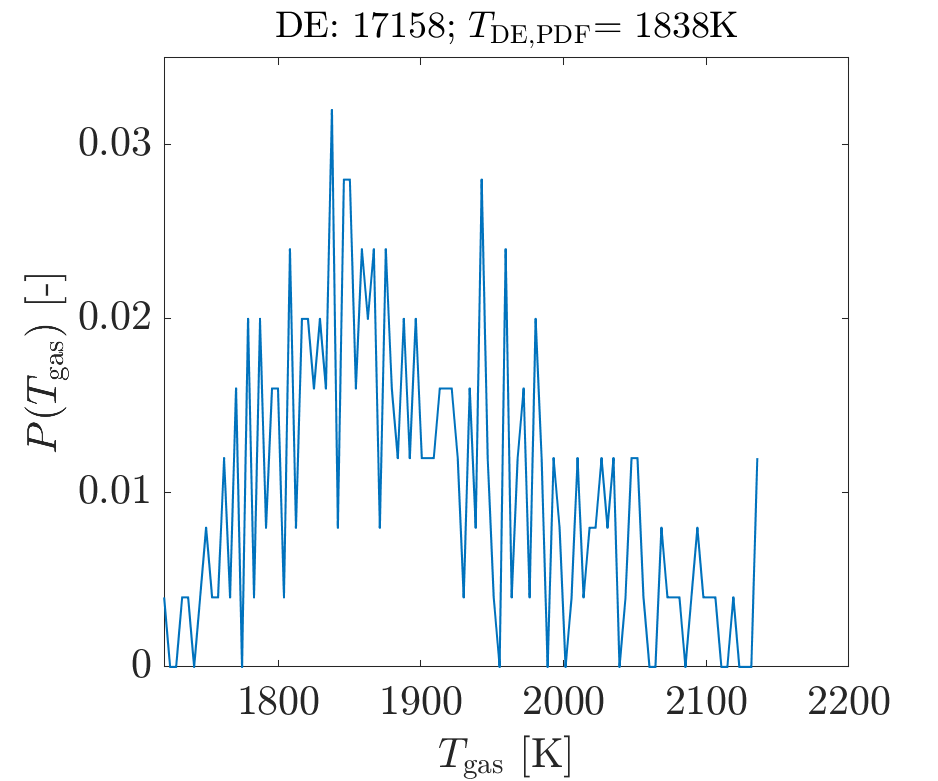 DE: 17158; T_DE,PDF= 1838K
0.03
0.02
0.01
0
P(T_gas) [-]
1800 1900 2000 2100 2200
T_gas [K]